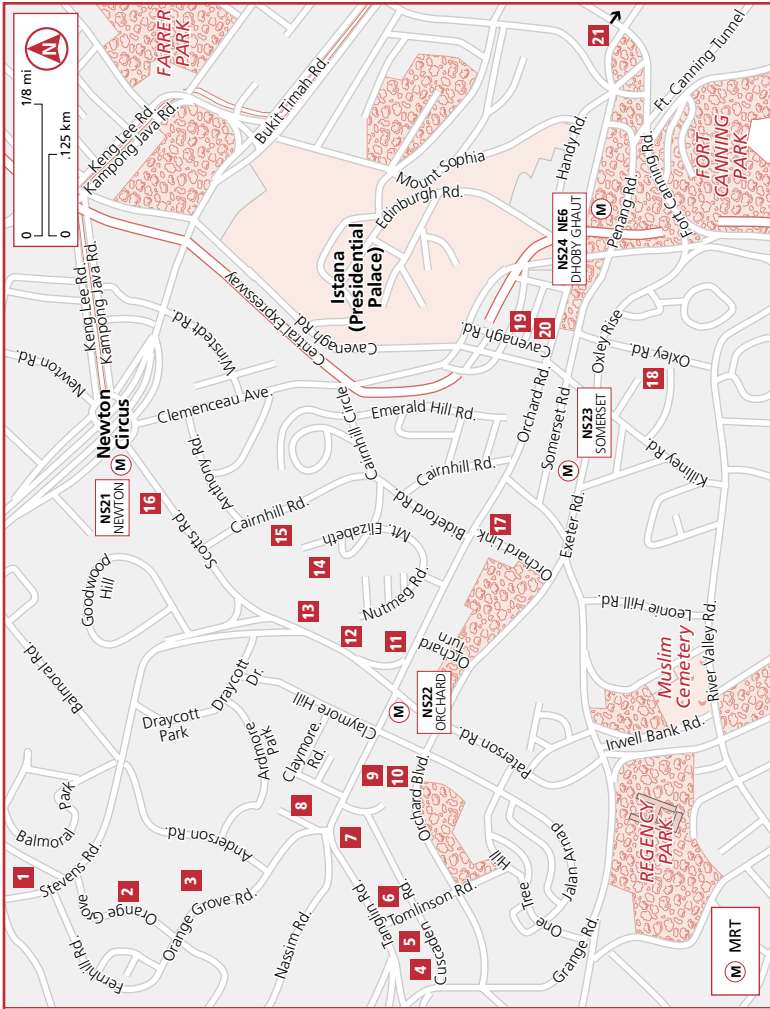 N
0
1/8 mi
0
.125 km
FARRER
PARK
Keng Lee Rd.
Kampong Java Rd.
Bukit Timah Rd.
Mount Sophia
Edinburgh Rd.
Handy Rd.
21
Ft. Canning Tunnel
FORT
CANNING
PARK
Fort Canning Rd.
Penang Rd.
M
NS24 NE6
DHOBY GHAUT
Istana
(Presidential
Palace)
Keng Lee Rd.
Kampong Java Rd.
Newton Rd.
Newton
Circus
M
NS21
NEWTON
16
Winstedt Rd.
Central Expressway
Cavenagh Rd.
Clemenceau Ave.
Cavenagh Rd.
19
20
Oxley Rise
Oxley Rd.
18
Orchard Rd.
Somerset Rd
M
NS23
SOMERSET
Killiney Rd.
Exeter Rd.
Emerald Hill Rd.
Cairnhill Circle
Cairnhill Rd.
Bideford Rd.
17
Orchard Link
Anthony Rd.
Cairnhill Rd.
Scotts Rd.
15
14
Mt. Elizabeth
13
12
11
Nutmeg Rd.
Orchard
Turn
Leonie Hill Rd.
River Valley Rd.
Muslim
Cemetery
Irwell Bank Rd.
Goodwood
Hill
Balmoral Rd.
Draycott
Dr.
Draycott
Park
Ardmore
Park
Claymore Hill
Claymore
Rd.
M
NS22
ORCHARD
Paterson Rd.
9
10
8
7
Orchard Blvd.
Balmoral
Park
1
Stevens Rd.
2
3
Anderson Rd.
Orange Grove Rd.
Orange Grove
Fernhill Rd.
Nassim Rd.
Tanglin Rd.
6
5
4
Tomlinson Rd.
Cuscaden Rd.
One Tree Hill
Jalan Arnap
Grange Rd.
REGENCY
PARK
M MRT